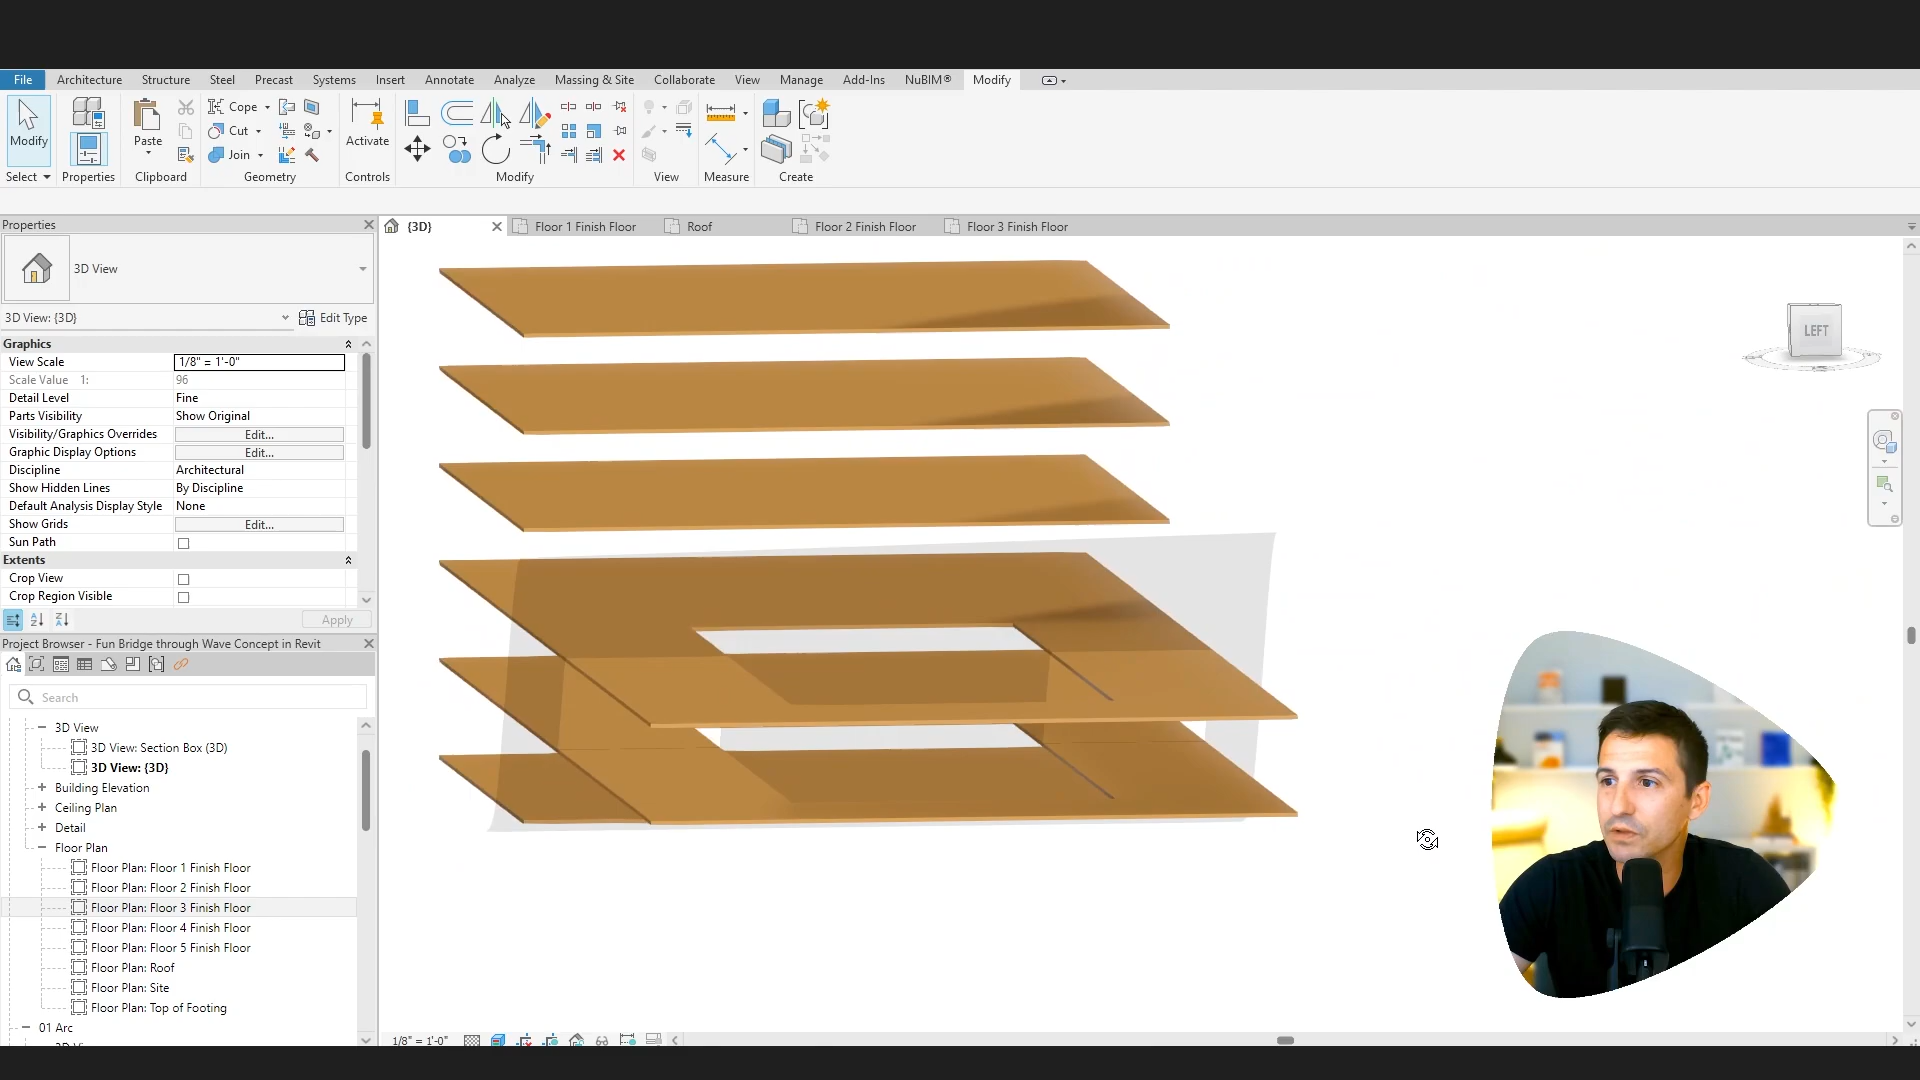 File Architecture Structure Steel Precast Systems Insert Annotate Analyze Massing & Site Collaborate View Manage Add-Ins NuBIM® Modify
Modify
Paste
Cope
Cut
Join
Activate
Select Properties Clipboard Geometry Controls Modify View Measure Create
Properties
{3D} Floor 1 Finish Floor Roof Floor 2 Finish Floor Floor 3 Finish Floor
3D View
3D View: {3D} Edit Type
Graphics
View Scale 1/8" = 1'-0"
Scale Value 1: 96
Detail Level Fine
Parts Visibility Show Original
Visibility/Graphics Overrides Edit...
Graphic Display Options Edit...
Discipline Architectural
Show Hidden Lines By Discipline
Default Analysis Display Style None
Show Grids Edit...
Sun Path
Extents
Crop View
Crop Region Visible
Apply
LEFT
Project Browser - Fun Bridge through Wave Concept in Revit
Search
3D View
3D View: Section Box (3D)
3D View: {3D}
Building Elevation
Ceiling Plan
Detail
Floor Plan
Floor Plan: Floor 1 Finish Floor
Floor Plan: Floor 2 Finish Floor
Floor Plan: Floor 3 Finish Floor
Floor Plan: Floor 4 Finish Floor
Floor Plan: Floor 5 Finish Floor
Floor Plan: Roof
Floor Plan: Site
Floor Plan: Top of Footing
01 Arc
1/8" = 1'-0"